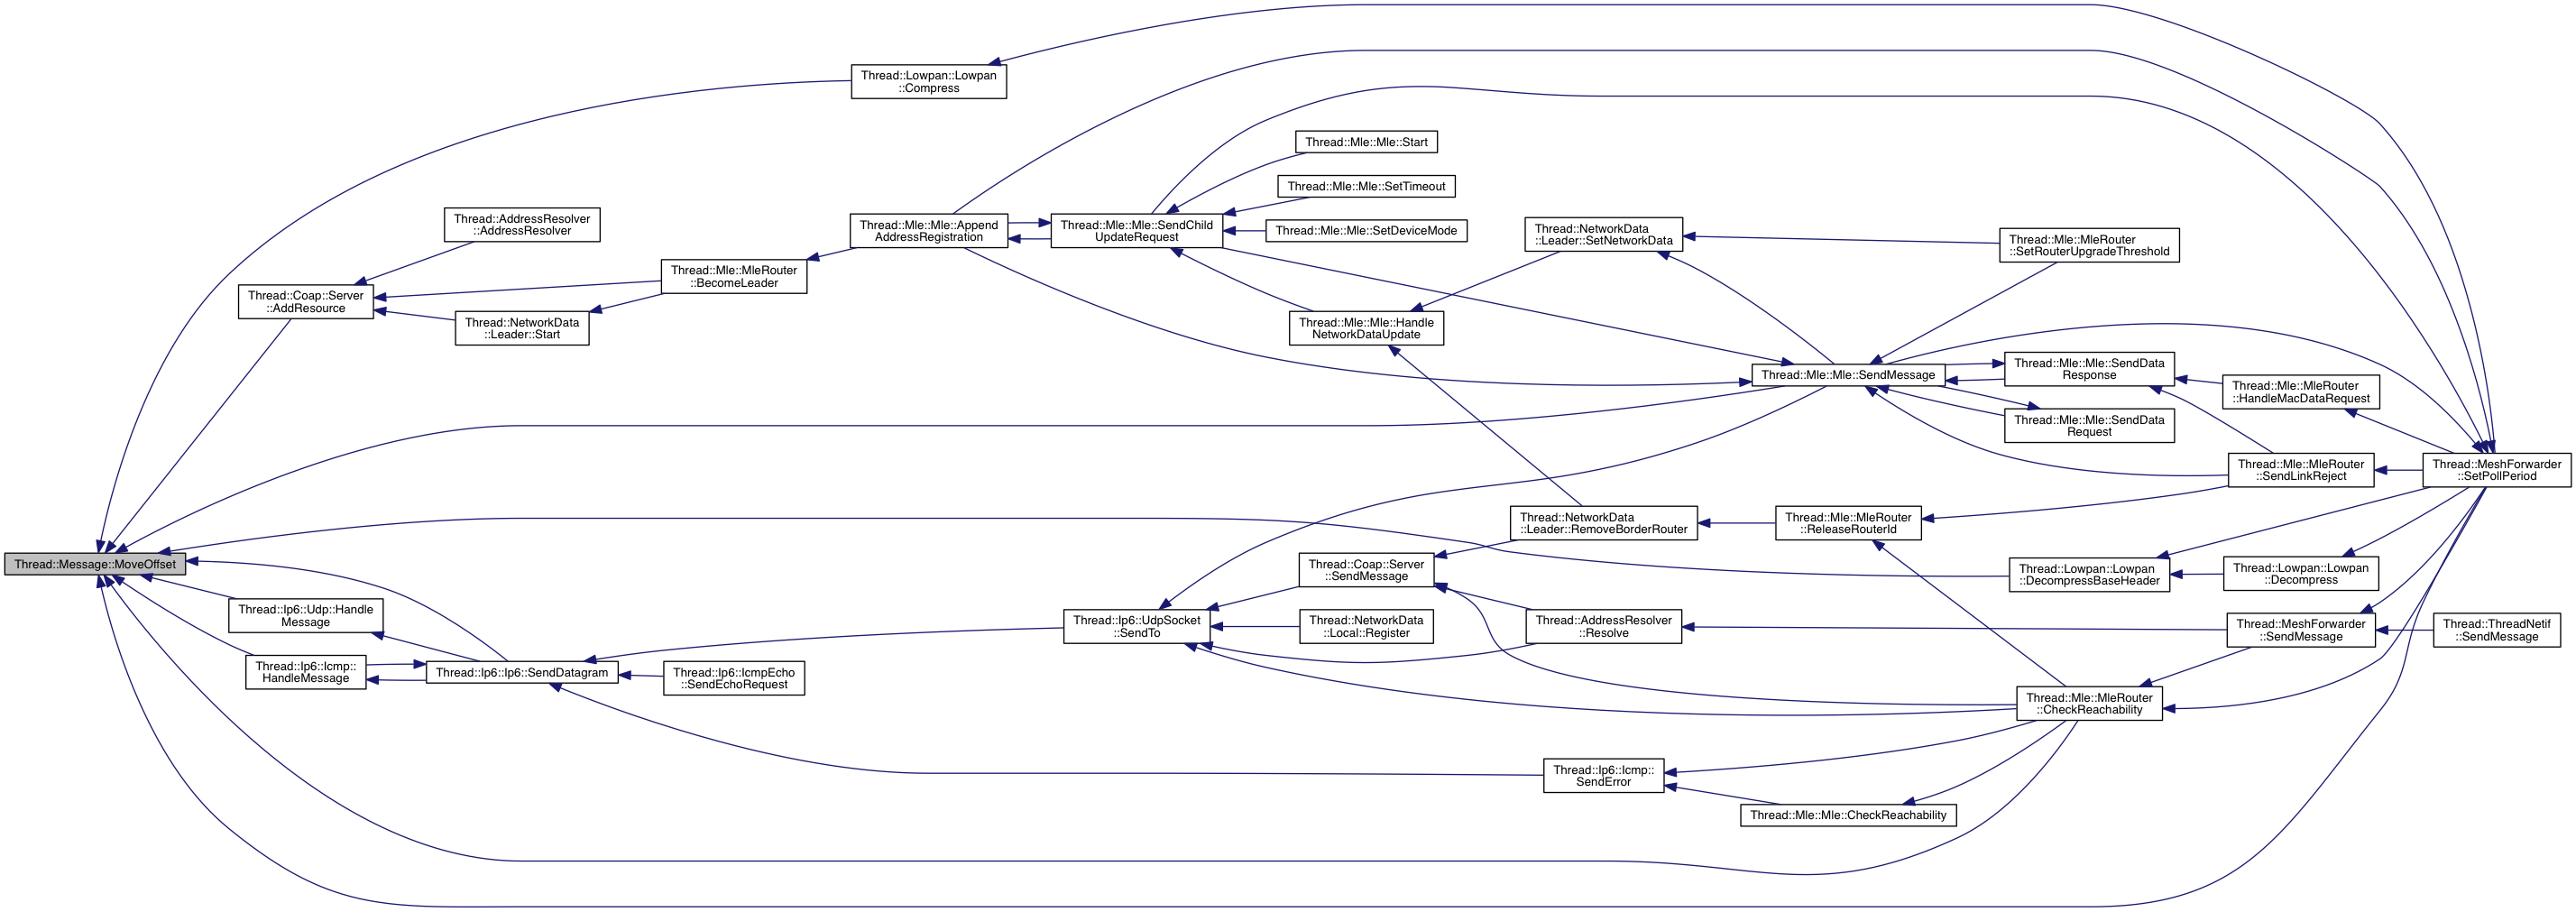 Thread::Lowpan::Lowpan
::Compress
Thread::Mle::Mle::Start
Thread::Mle::Mle::SetTimeout
Thread::AddressResolver
::AddressResolver
Thread::Mle::Mle::Append
AddressRegistration
Thread::Mle::Mle::SendChild
UpdateRequest
Thread::Mle::Mle::SetDeviceMode
Thread::NetworkData
::Leader::SetNetworkData
Thread::Mle::MleRouter
::SetRouterUpgradeThreshold
Thread::Mle::MleRouter
::BecomeLeader
Thread::Coap::Server
::AddResource
Thread::NetworkData
::Leader::Start
Thread::Mle::Mle::Handle
NetworkDataUpdate
Thread::Mle::Mle::SendMessage
Thread::Mle::Mle::SendData
Response
Thread::Mle::MleRouter
::HandleMacDataRequest
Thread::Mle::Mle::SendData
Request
Thread::Mle::MleRouter
::SendLinkReject
Thread::MeshForwarder
::SetPollPeriod
Thread::NetworkData
::Leader::RemoveBorderRouter
Thread::Mle::MleRouter
::ReleaseRouterId
Thread::Message::MoveOffset
Thread::Coap::Server
::SendMessage
Thread::Lowpan::Lowpan
::DecompressBaseHeader
Thread::Lowpan::Lowpan
::Decompress
Thread::Ip6::Udp::Handle
Message
Thread::Ip6::UdpSocket
::SendTo
Thread::NetworkData
::Local::Register
Thread::AddressResolver
::Resolve
Thread::MeshForwarder
::SendMessage
Thread::ThreadNetif
::SendMessage
Thread::Ip6::Icmp::
HandleMessage
Thread::Ip6::Ip6::SendDatagram
Thread::Ip6::IcmpEcho
::SendEchoRequest
Thread::Mle::MleRouter
::CheckReachability
Thread::Ip6::Icmp::
SendError
Thread::Mle::Mle::CheckReachability